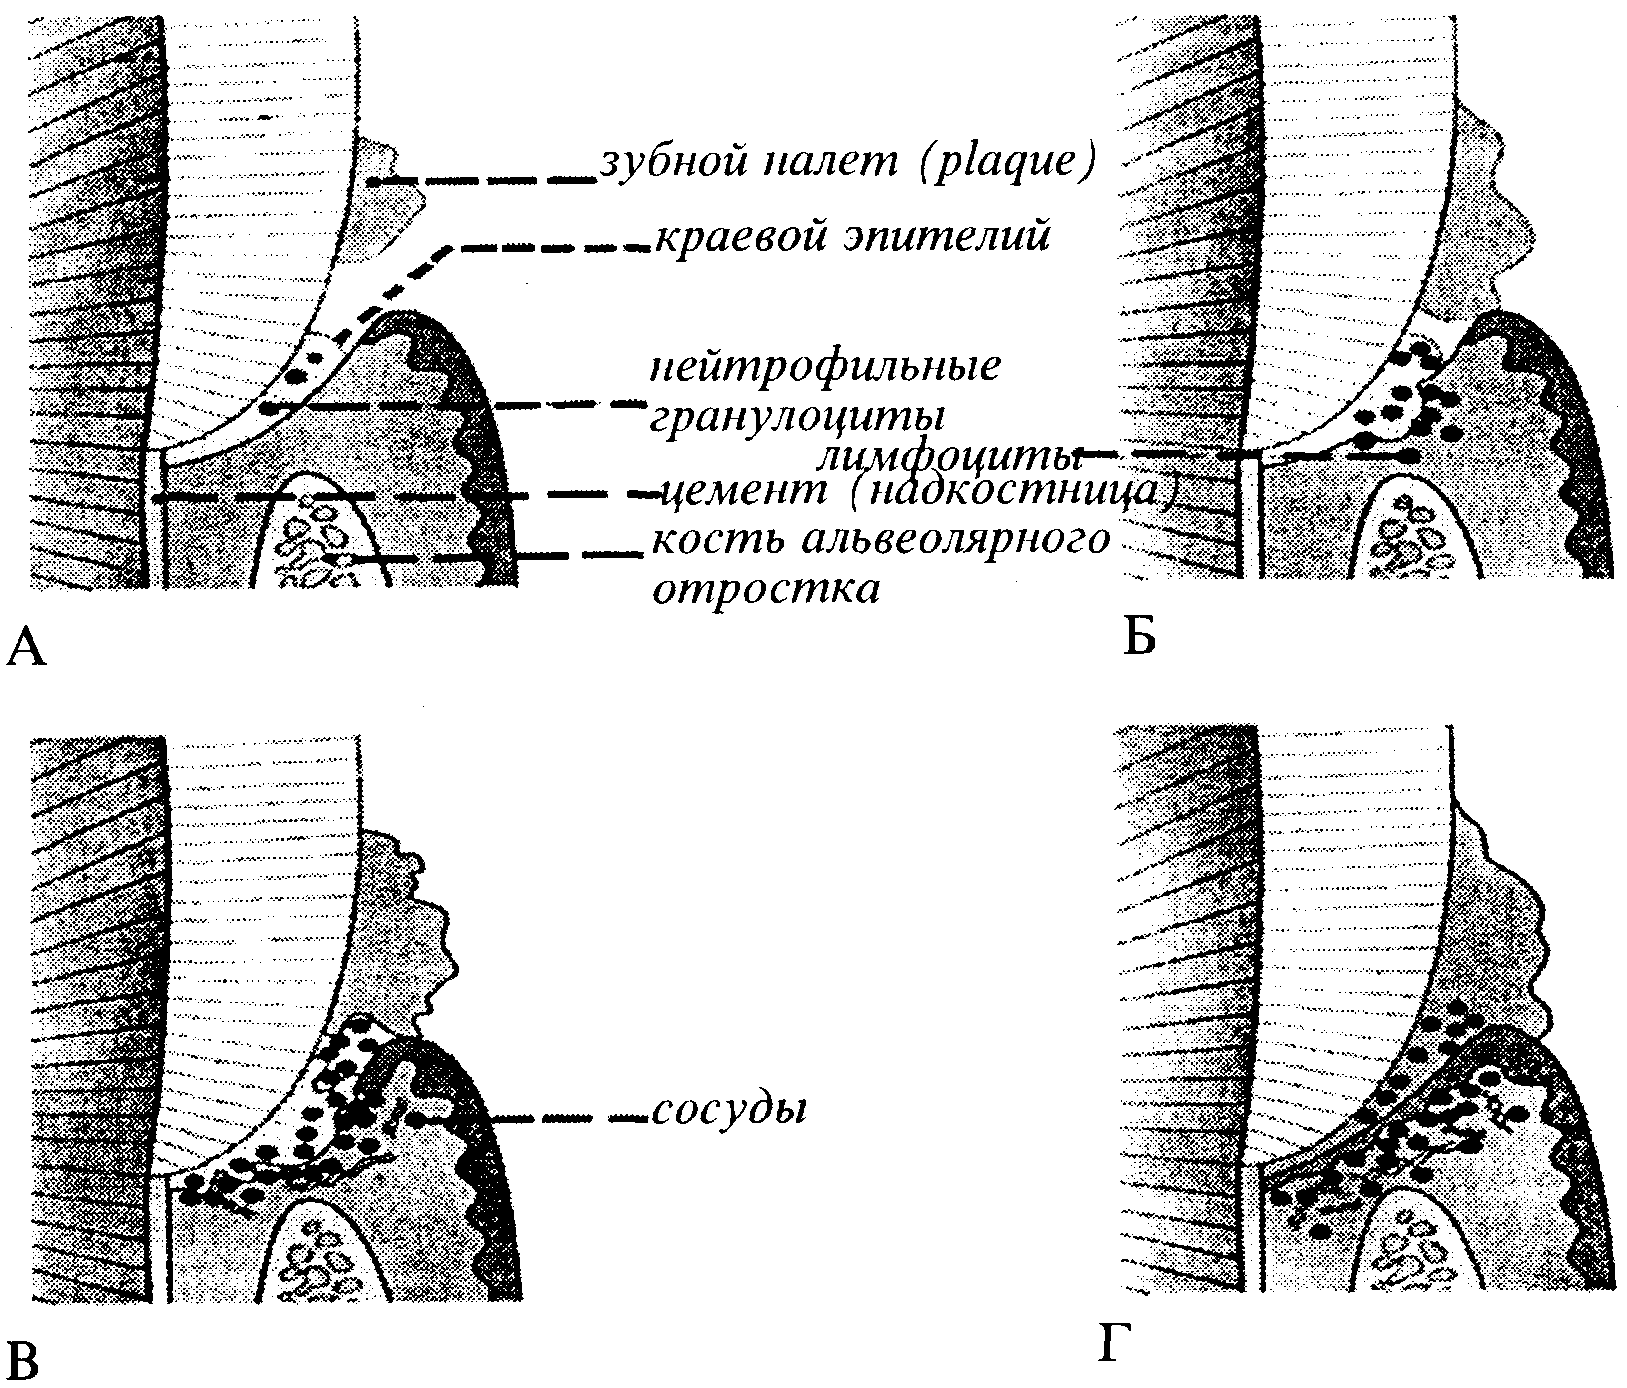 зубной налет (plaque)
краевой эпителий
нейтрофильные
гранулоциты
лимфоциты
цемент (надкостница)
кость альвеолярного
отростка
А
Б
сосуды
В
Г